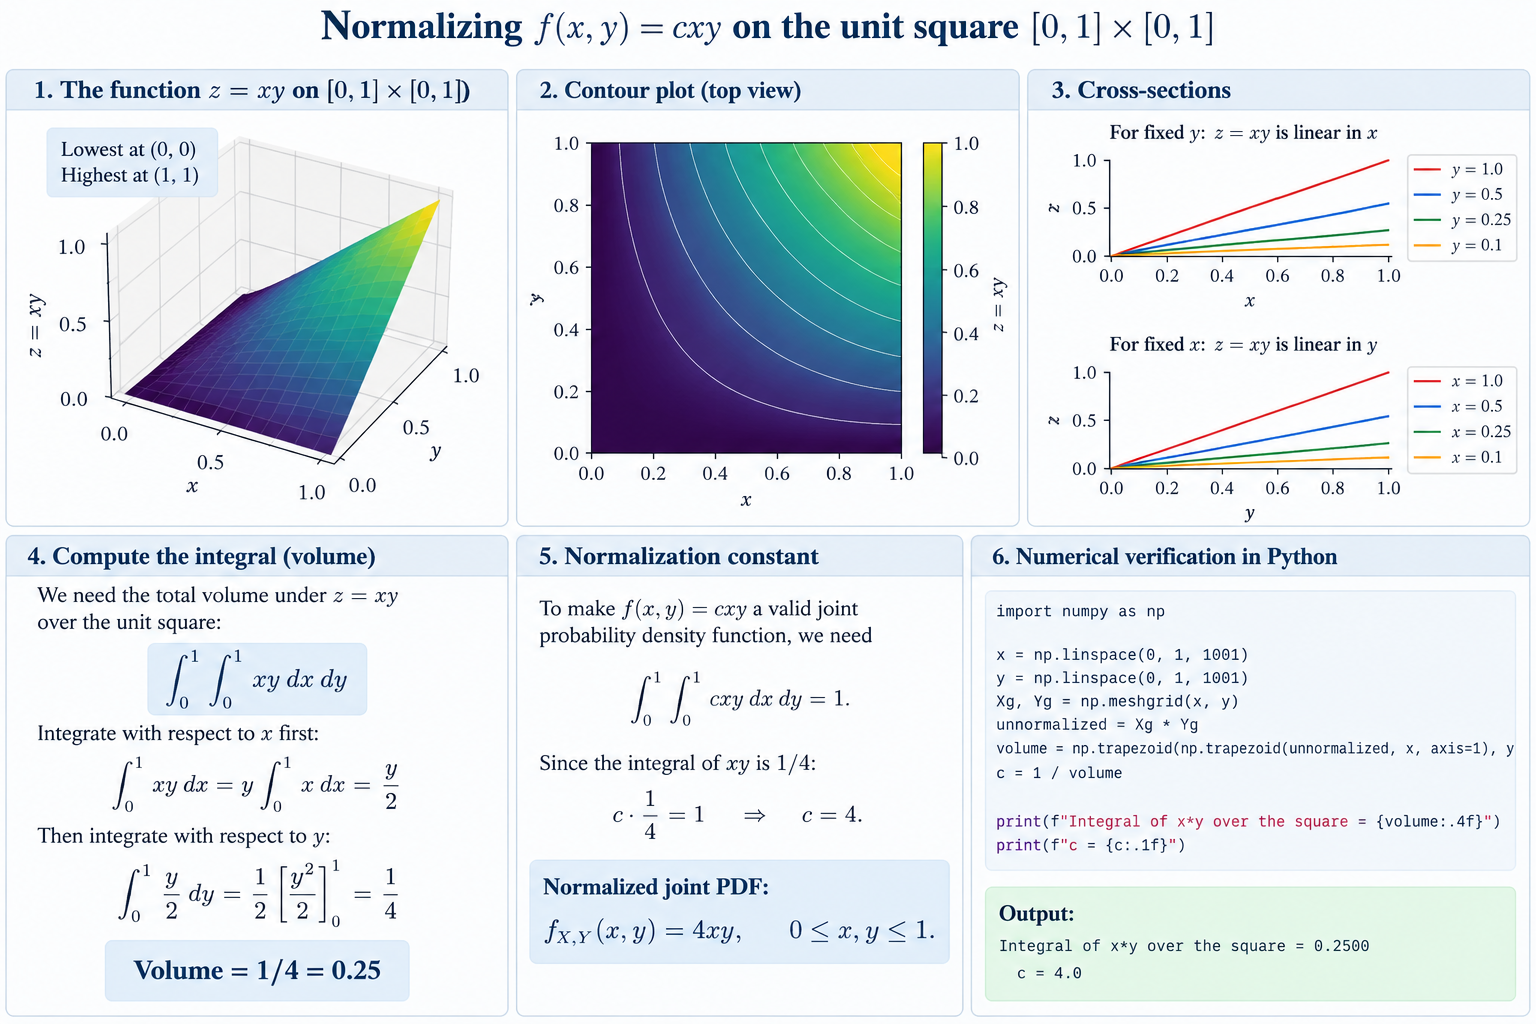 Normalizing f(x, y) = cxy on the unit square [0, 1] × [0, 1]
1. The function z = xy on [0, 1] × [0, 1])
Lowest at (0, 0)
Highest at (1, 1)
1.0
0.5
0.0
z = xy
0.0
0.5
1.0
x
0.0
0.5
1.0
y
2. Contour plot (top view)
1.0
0.8
0.6
0.4
0.2
0.0
y
0.0 0.2 0.4 0.6 0.8 1.0
x
1.0
0.8
0.6
0.4
0.2
0.0
z = xy
3. Cross-sections
For fixed y: z = xy is linear in x
1.0
0.5
0.0
z
0.0 0.2 0.4 0.6 0.8 1.0
x
y = 1.0
y = 0.5
y = 0.25
y = 0.1
For fixed x: z = xy is linear in y
1.0
0.5
0.0
z
0.0 0.2 0.4 0.6 0.8 1.0
y
x = 1.0
x = 0.5
x = 0.25
x = 0.1
4. Compute the integral (volume)
We need the total volume under z = xy
over the unit square:
∫₀¹ ∫₀¹ xy dx dy
Integrate with respect to x first:
∫₀¹ xy dx = y ∫₀¹ x dx = y/2
Then integrate with respect to y:
∫₀¹ y/2 dy = 1/2 [y²/2]₀¹ = 1/4
Volume = 1/4 = 0.25
5. Normalization constant
To make f(x, y) = cxy a valid joint
probability density function, we need
∫₀¹ ∫₀¹ cxy dx dy = 1.
Since the integral of xy is 1/4:
c · 1/4 = 1 ⇒ c = 4.
Normalized joint PDF:
f_{X,Y}(x, y) = 4xy, 0 ≤ x, y ≤ 1.
6. Numerical verification in Python
import numpy as np
x = np.linspace(0, 1, 1001)
y = np.linspace(0, 1, 1001)
Xg, Yg = np.meshgrid(x, y)
unnormalized = Xg * Yg
volume = np.trapezoid(np.trapezoid(unnormalized, x, axis=1), y
c = 1 / volume
print(f"Integral of x*y over the square = {volume:.4f}")
print(f"c = {c:.1f}")
Output:
Integral of x*y over the square = 0.2500
c = 4.0